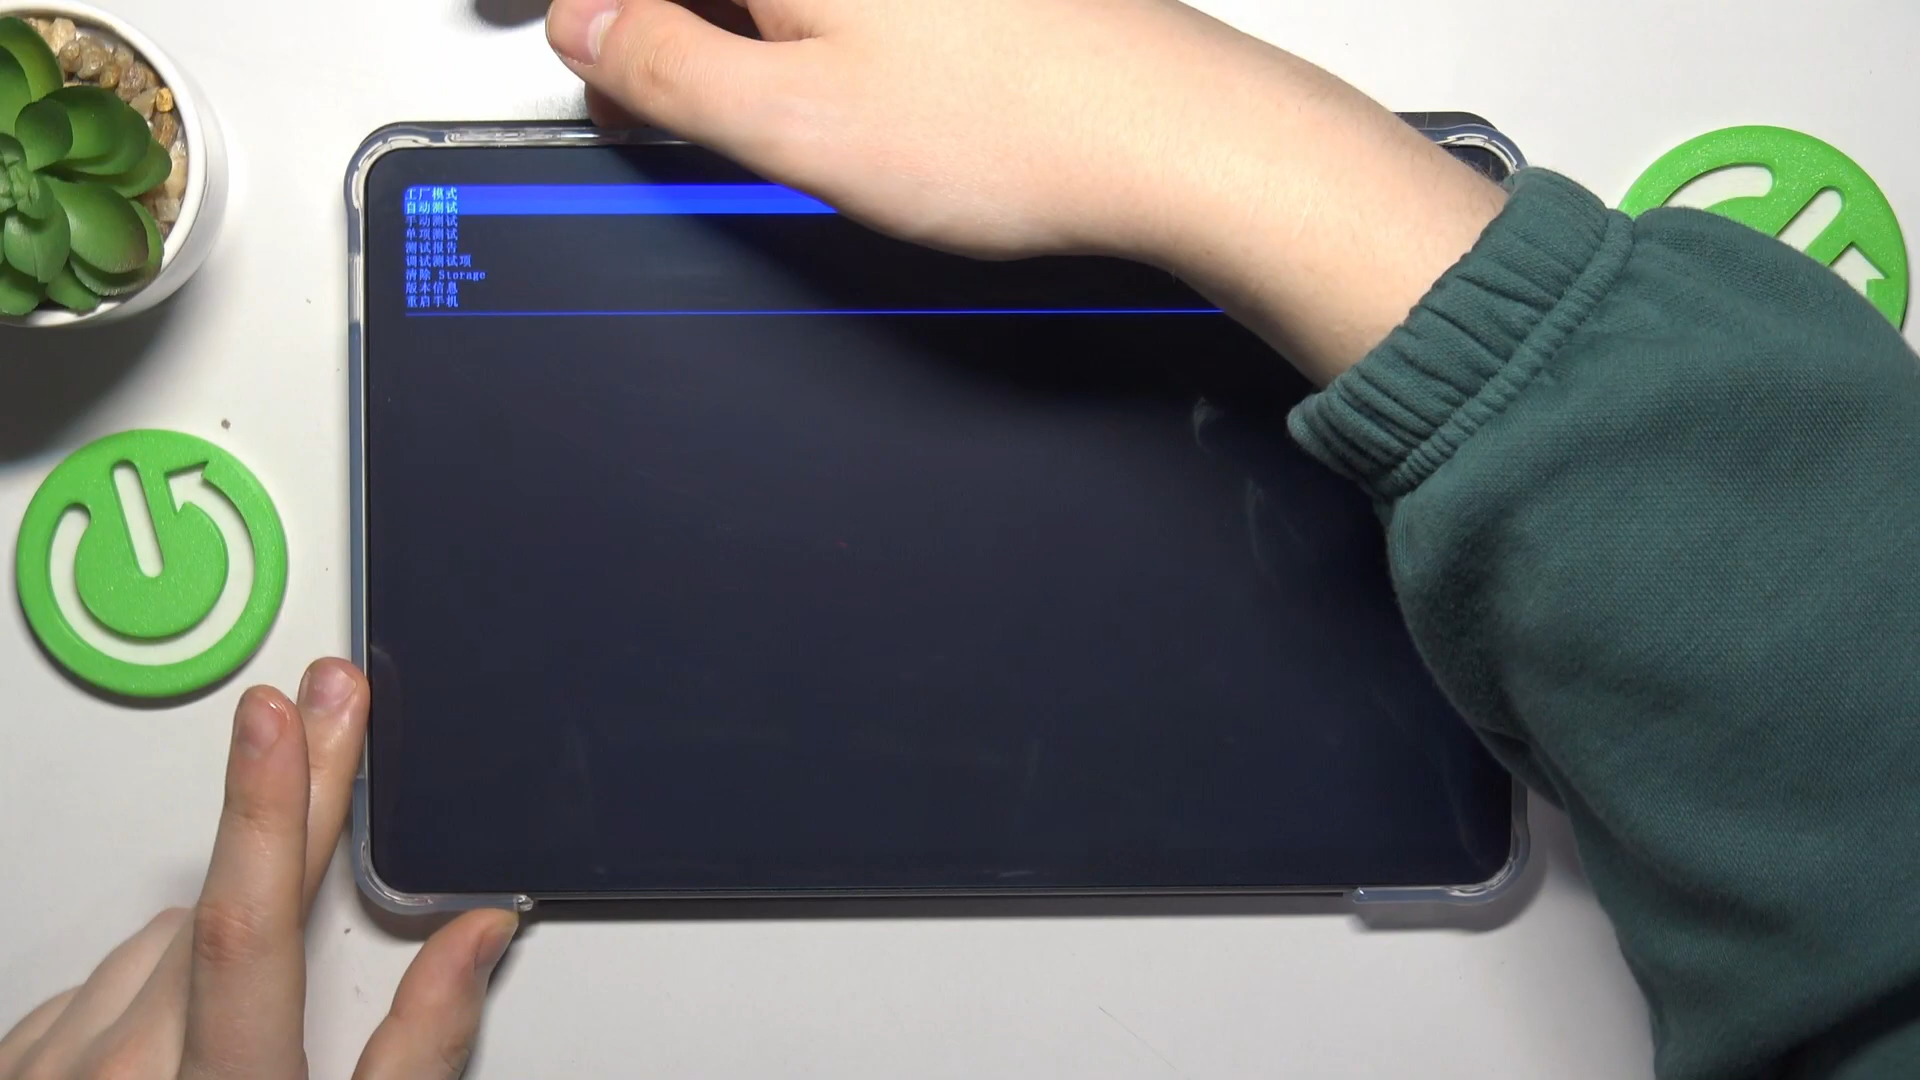 工厂模式
自动测试
手动测试
单项测试
测试报告
调试测试项
清除 Storage
版本信息
重启手机